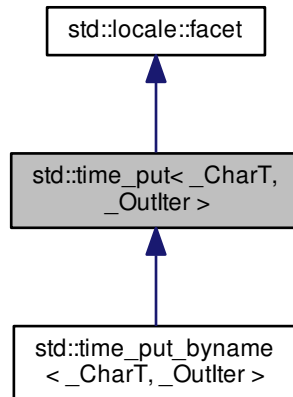 std::locale::facet
std::time_put< _CharT,
_OutIter >
std::time_put_byname
< _CharT, _OutIter >